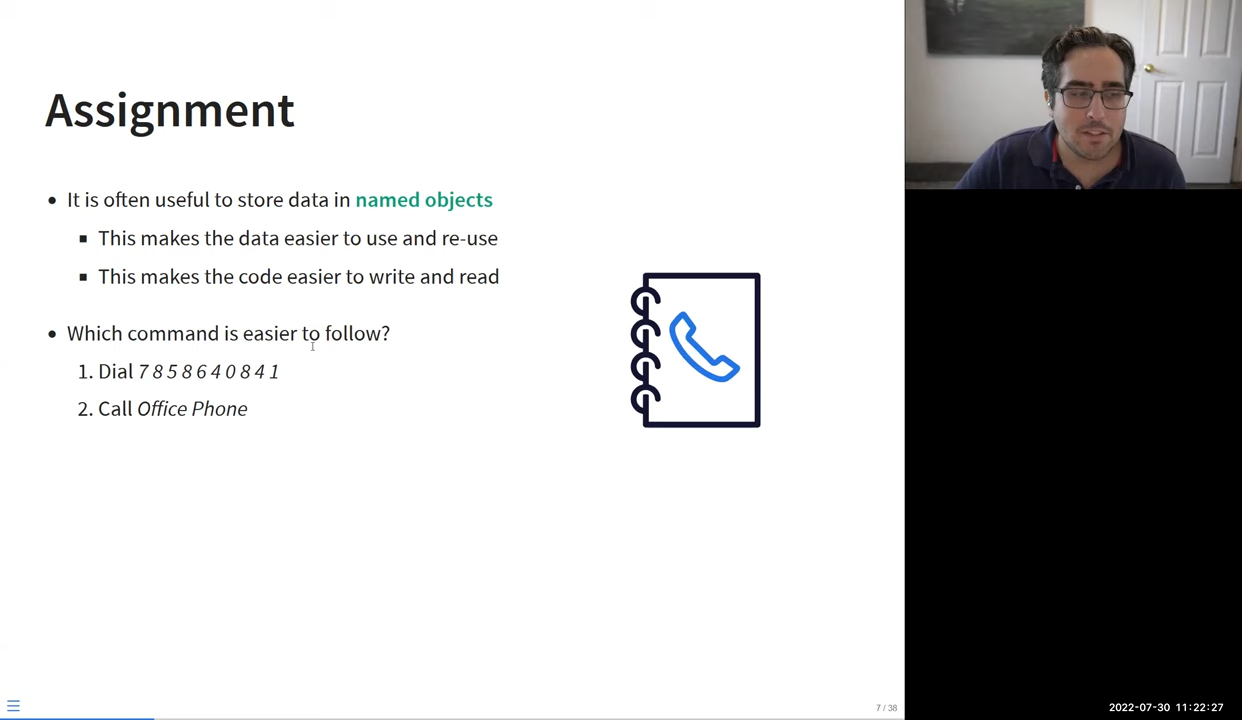 Assignment
• It is often useful to store data in named objects
▪ This makes the data easier to use and re-use
▪ This makes the code easier to write and read
• Which command is easier to follow?
1. Dial 7 8 5 8 6 4 0 8 4 1
2. Call Office Phone
7 / 38
2022-07-30 11:22:27